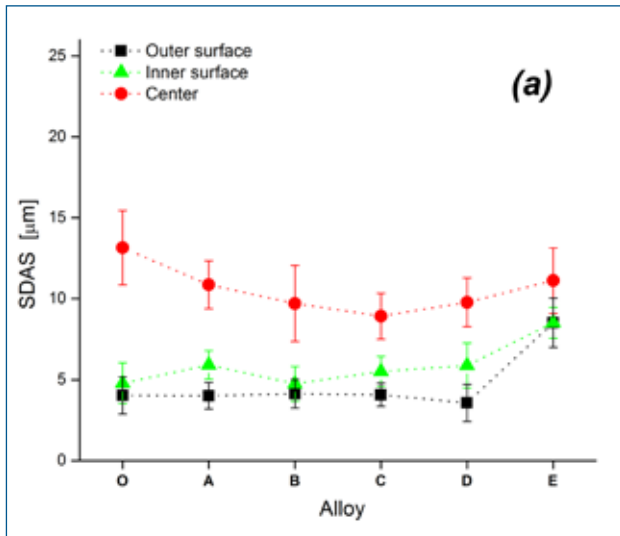 Outer surface
Inner surface
Center
(a)
25
20
15
10
5
0
SDAS [μm]
O A B C D E
Alloy